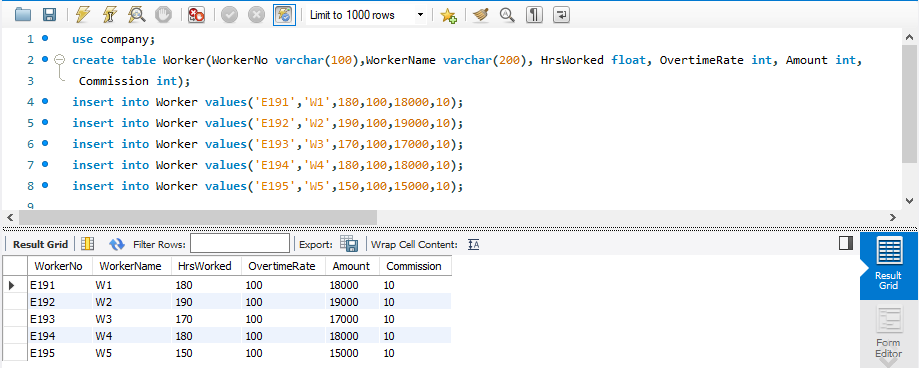 Limit to 1000 rows
1 use company;
2 create table Worker(WorkerNo varchar(100),WorkerName varchar(200), HrsWorked float, OvertimeRate int, Amount int,
3 Commission int);
4 insert into Worker values('E191','W1',180,100,18000,10);
5 insert into Worker values('E192','W2',190,100,19000,10);
6 insert into Worker values('E193','W3',170,100,17000,10);
7 insert into Worker values('E194','W4',180,100,18000,10);
8 insert into Worker values('E195','W5',150,100,15000,10);
9
Result Grid Filter Rows: Export: Wrap Cell Content: IA
WorkerNo WorkerName HrsWorked OvertimeRate Amount Commission
E191 W1 180 100 18000 10
E192 W2 190 100 19000 10
E193 W3 170 100 17000 10
E194 W4 180 100 18000 10
E195 W5 150 100 15000 10
Result
Grid
Form
Editor